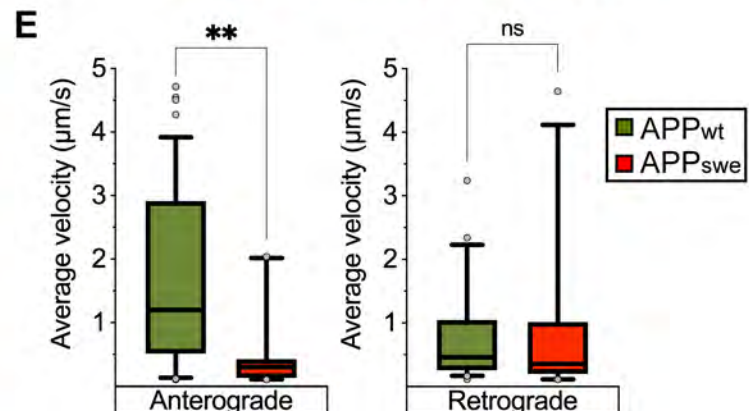 E
**
ns
Average velocity (µm/s)
5
4
3
2
1
Anterograde
Average velocity (µm/s)
5
4
3
2
1
Retrograde
APPwt
APPswe